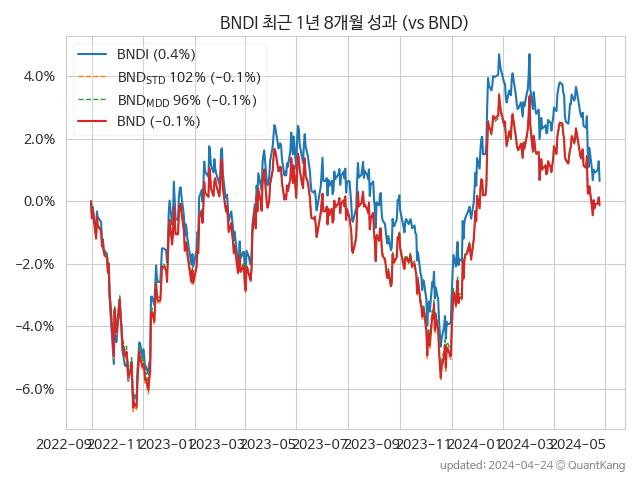 BNDI 최근 1년 8개월 성과 (vs BND)
BNDI (0.4%)
BND_STD 102% (−0.1%)
BND_MDD 96% (−0.1%)
BND (−0.1%)
4.0%
2.0%
0.0%
−2.0%
−4.0%
−6.0%
2022-09 2022-11 2023-01 2023-03 2023-05 2023-07 2023-09 2023-11 2024-01 2024-03 2024-05
updated: 2024-04-24 © QuantKang